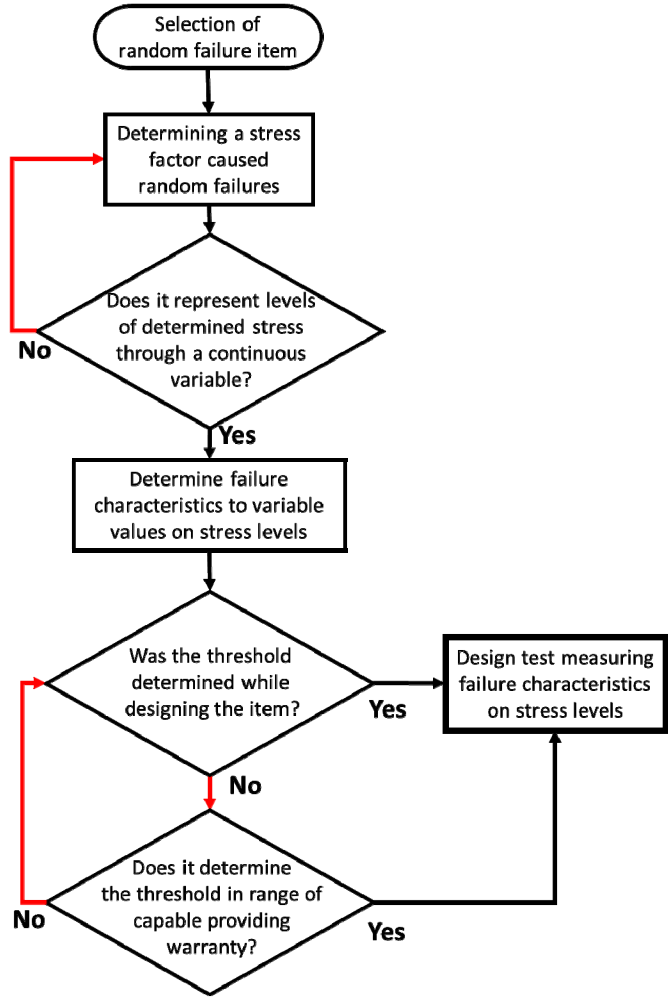 Selection of
random failure item
Determining a stress
factor caused
random failures
Does it represent levels
of determined stress
through a continuous
variable?
No
Yes
Determine failure
characteristics to variable
values on stress levels
Was the threshold
determined while
designing the item?
Yes
Design test measuring
failure characteristics
on stress levels
No
Does it determine
the threshold in range of
capable providing
warranty?
No
Yes